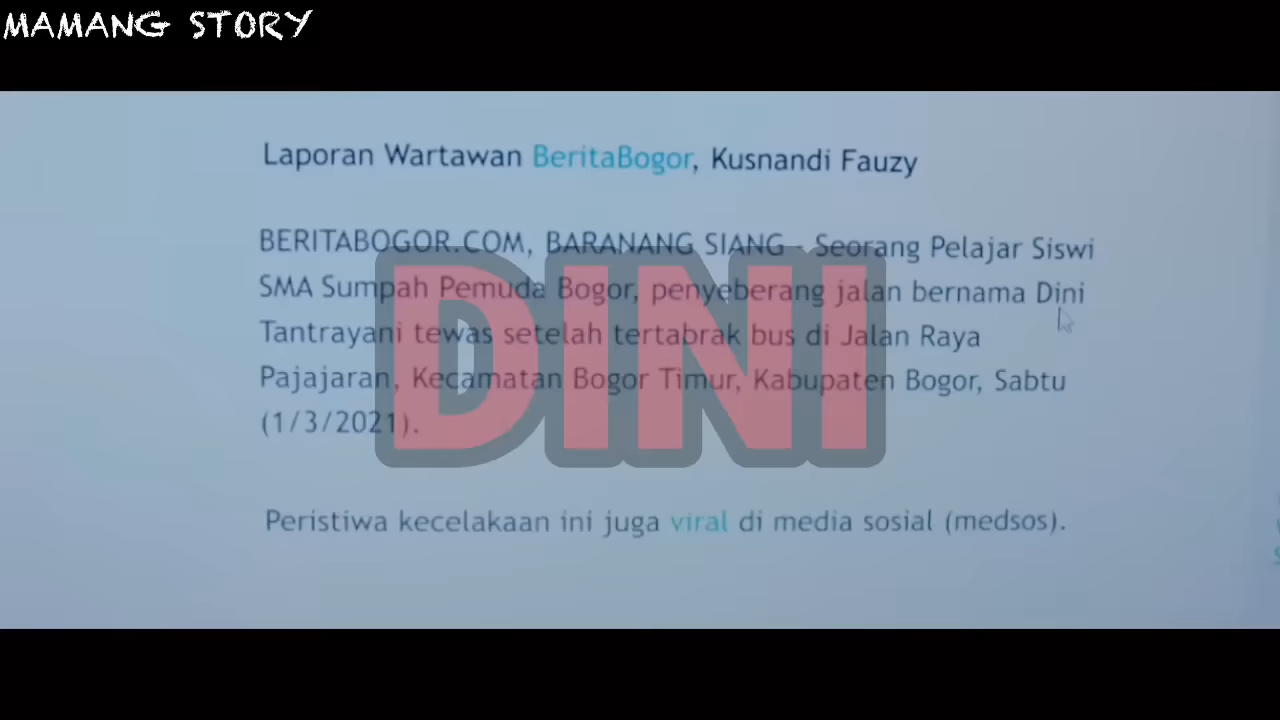 MAMANG STORY
Laporan Wartawan BeritaBogor, Kusnandi Fauzy
BERITABOGOR.COM, BARANANG SIANG - Seorang Pelajar Siswi
SMA Sumpah Pemuda Bogor, penyeberang jalan bernama Dini
Tantrayani tewas setelah tertabrak bus di Jalan Raya
Pajajaran, Kecamatan Bogor Timur, Kabupaten Bogor, Sabtu
(1/3/2021).
DINI
Peristiwa kecelakaan ini juga viral di media sosial (medsos).